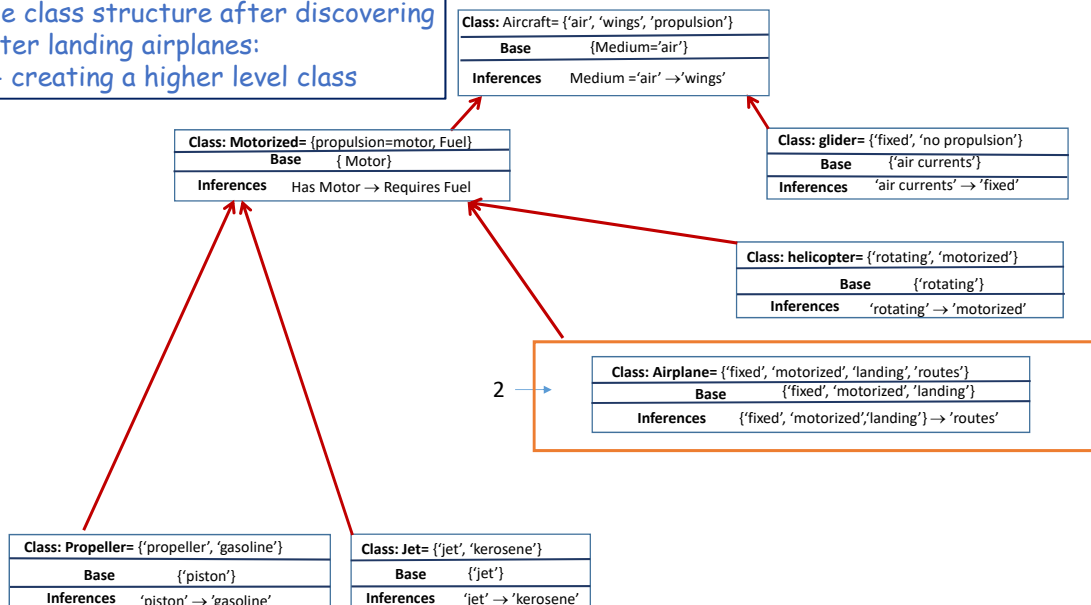 e class structure after discovering
ter landing airplanes:
creating a higher level class
Class: Aircraft= {‘air’, ‘wings’, ’propulsion’}
Base {Medium=’air’}
Inferences Medium =‘air’ →’wings’
Class: Motorized= {propulsion=motor, Fuel}
Base { Motor}
Inferences Has Motor → Requires Fuel
Class: glider= {‘fixed’, ‘no propulsion’}
Base {‘air currents’}
Inferences ‘air currents’ → ’fixed’
Class: helicopter= {‘rotating’, ‘motorized’}
Base {‘rotating’}
Inferences ‘rotating’ → ’motorized’
2
Class: Airplane= {‘fixed’, ‘motorized’, ‘landing’, ’routes’}
Base {‘fixed’, ‘motorized’, ’landing’}
Inferences {‘fixed’, ‘motorized’,‘landing’} → ’routes’
Class: Propeller= {‘propeller’, ‘gasoline’}
Base {‘piston’}
Inferences ‘piston’ → ’gasoline’
Class: Jet= {‘jet’, ‘kerosene’}
Base {‘jet’}
Inferences ‘jet’ → ’kerosene’